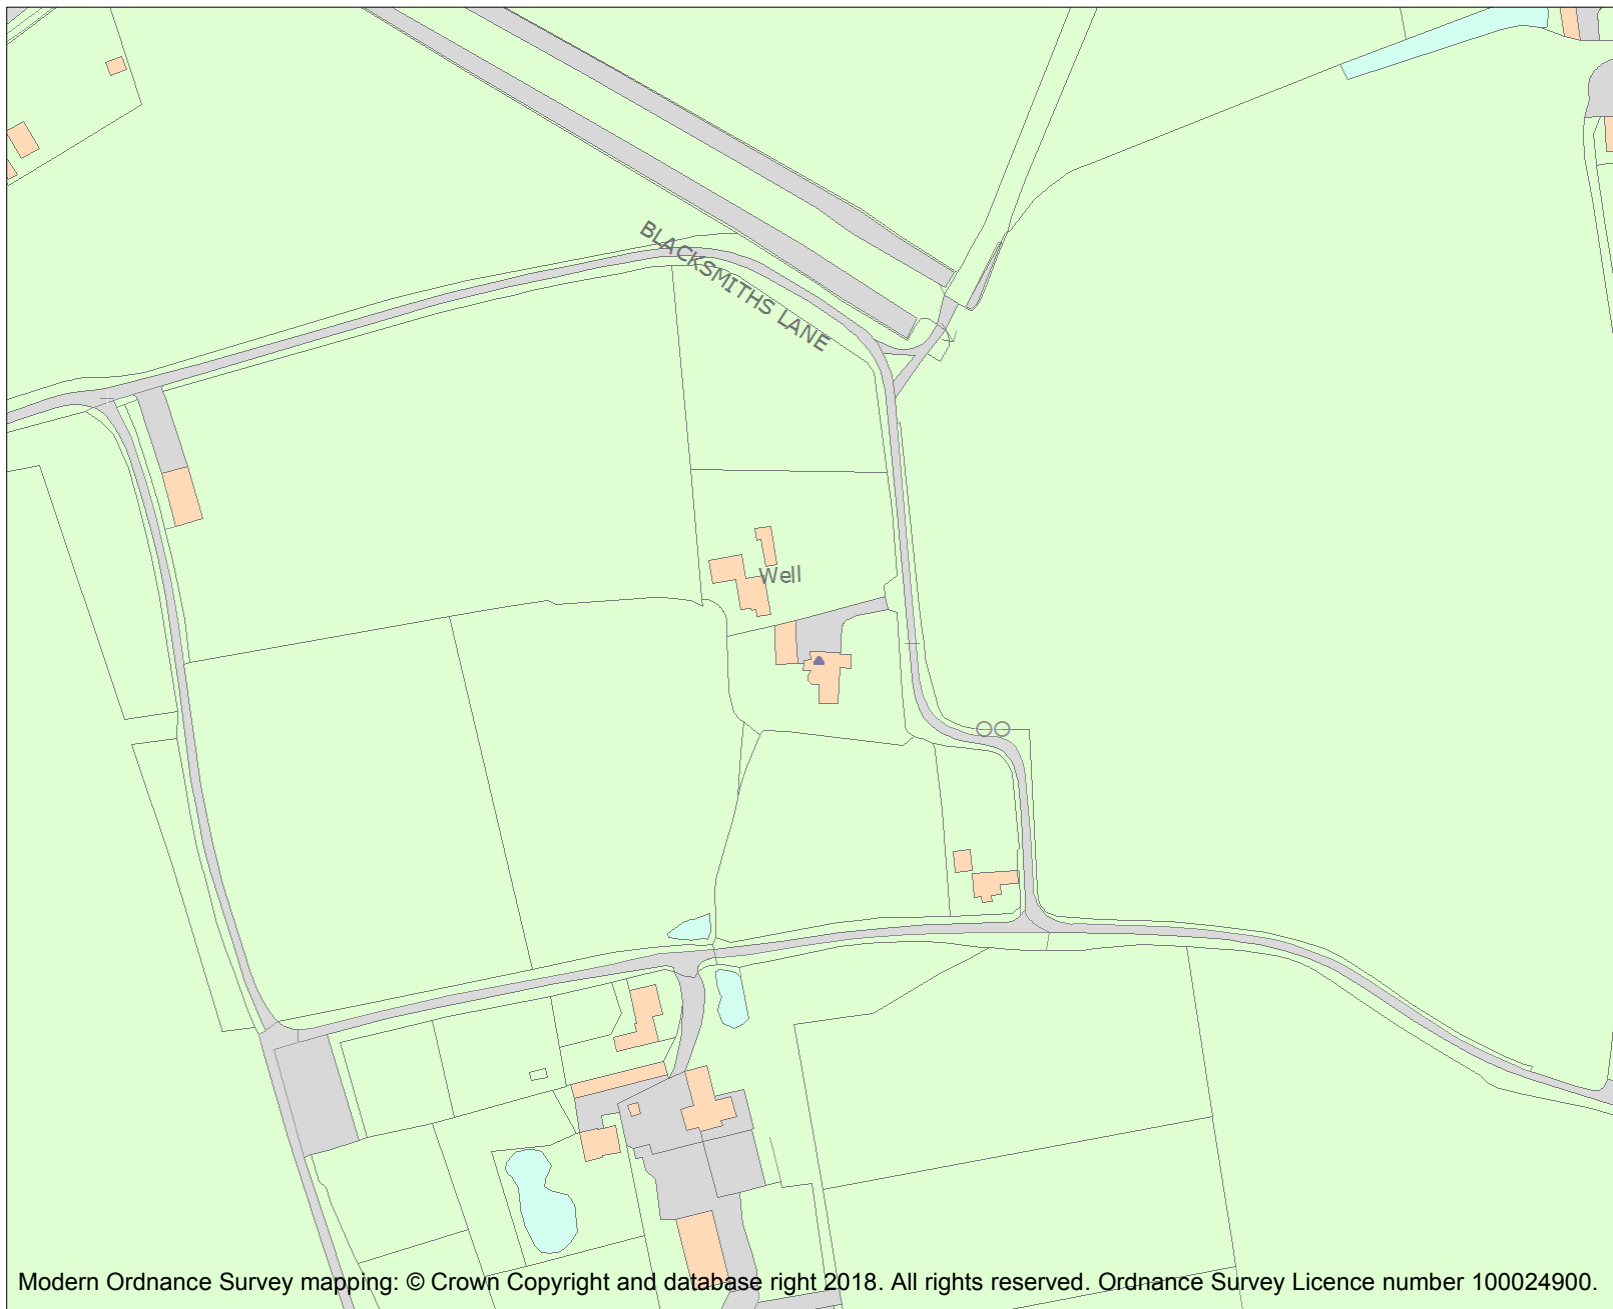 BLACKSMITHS LANE
Well
Modern Ordnance Survey mapping: © Crown Copyright and database right 2018. All rights reserved. Ordnance Survey Licence number 100024900.